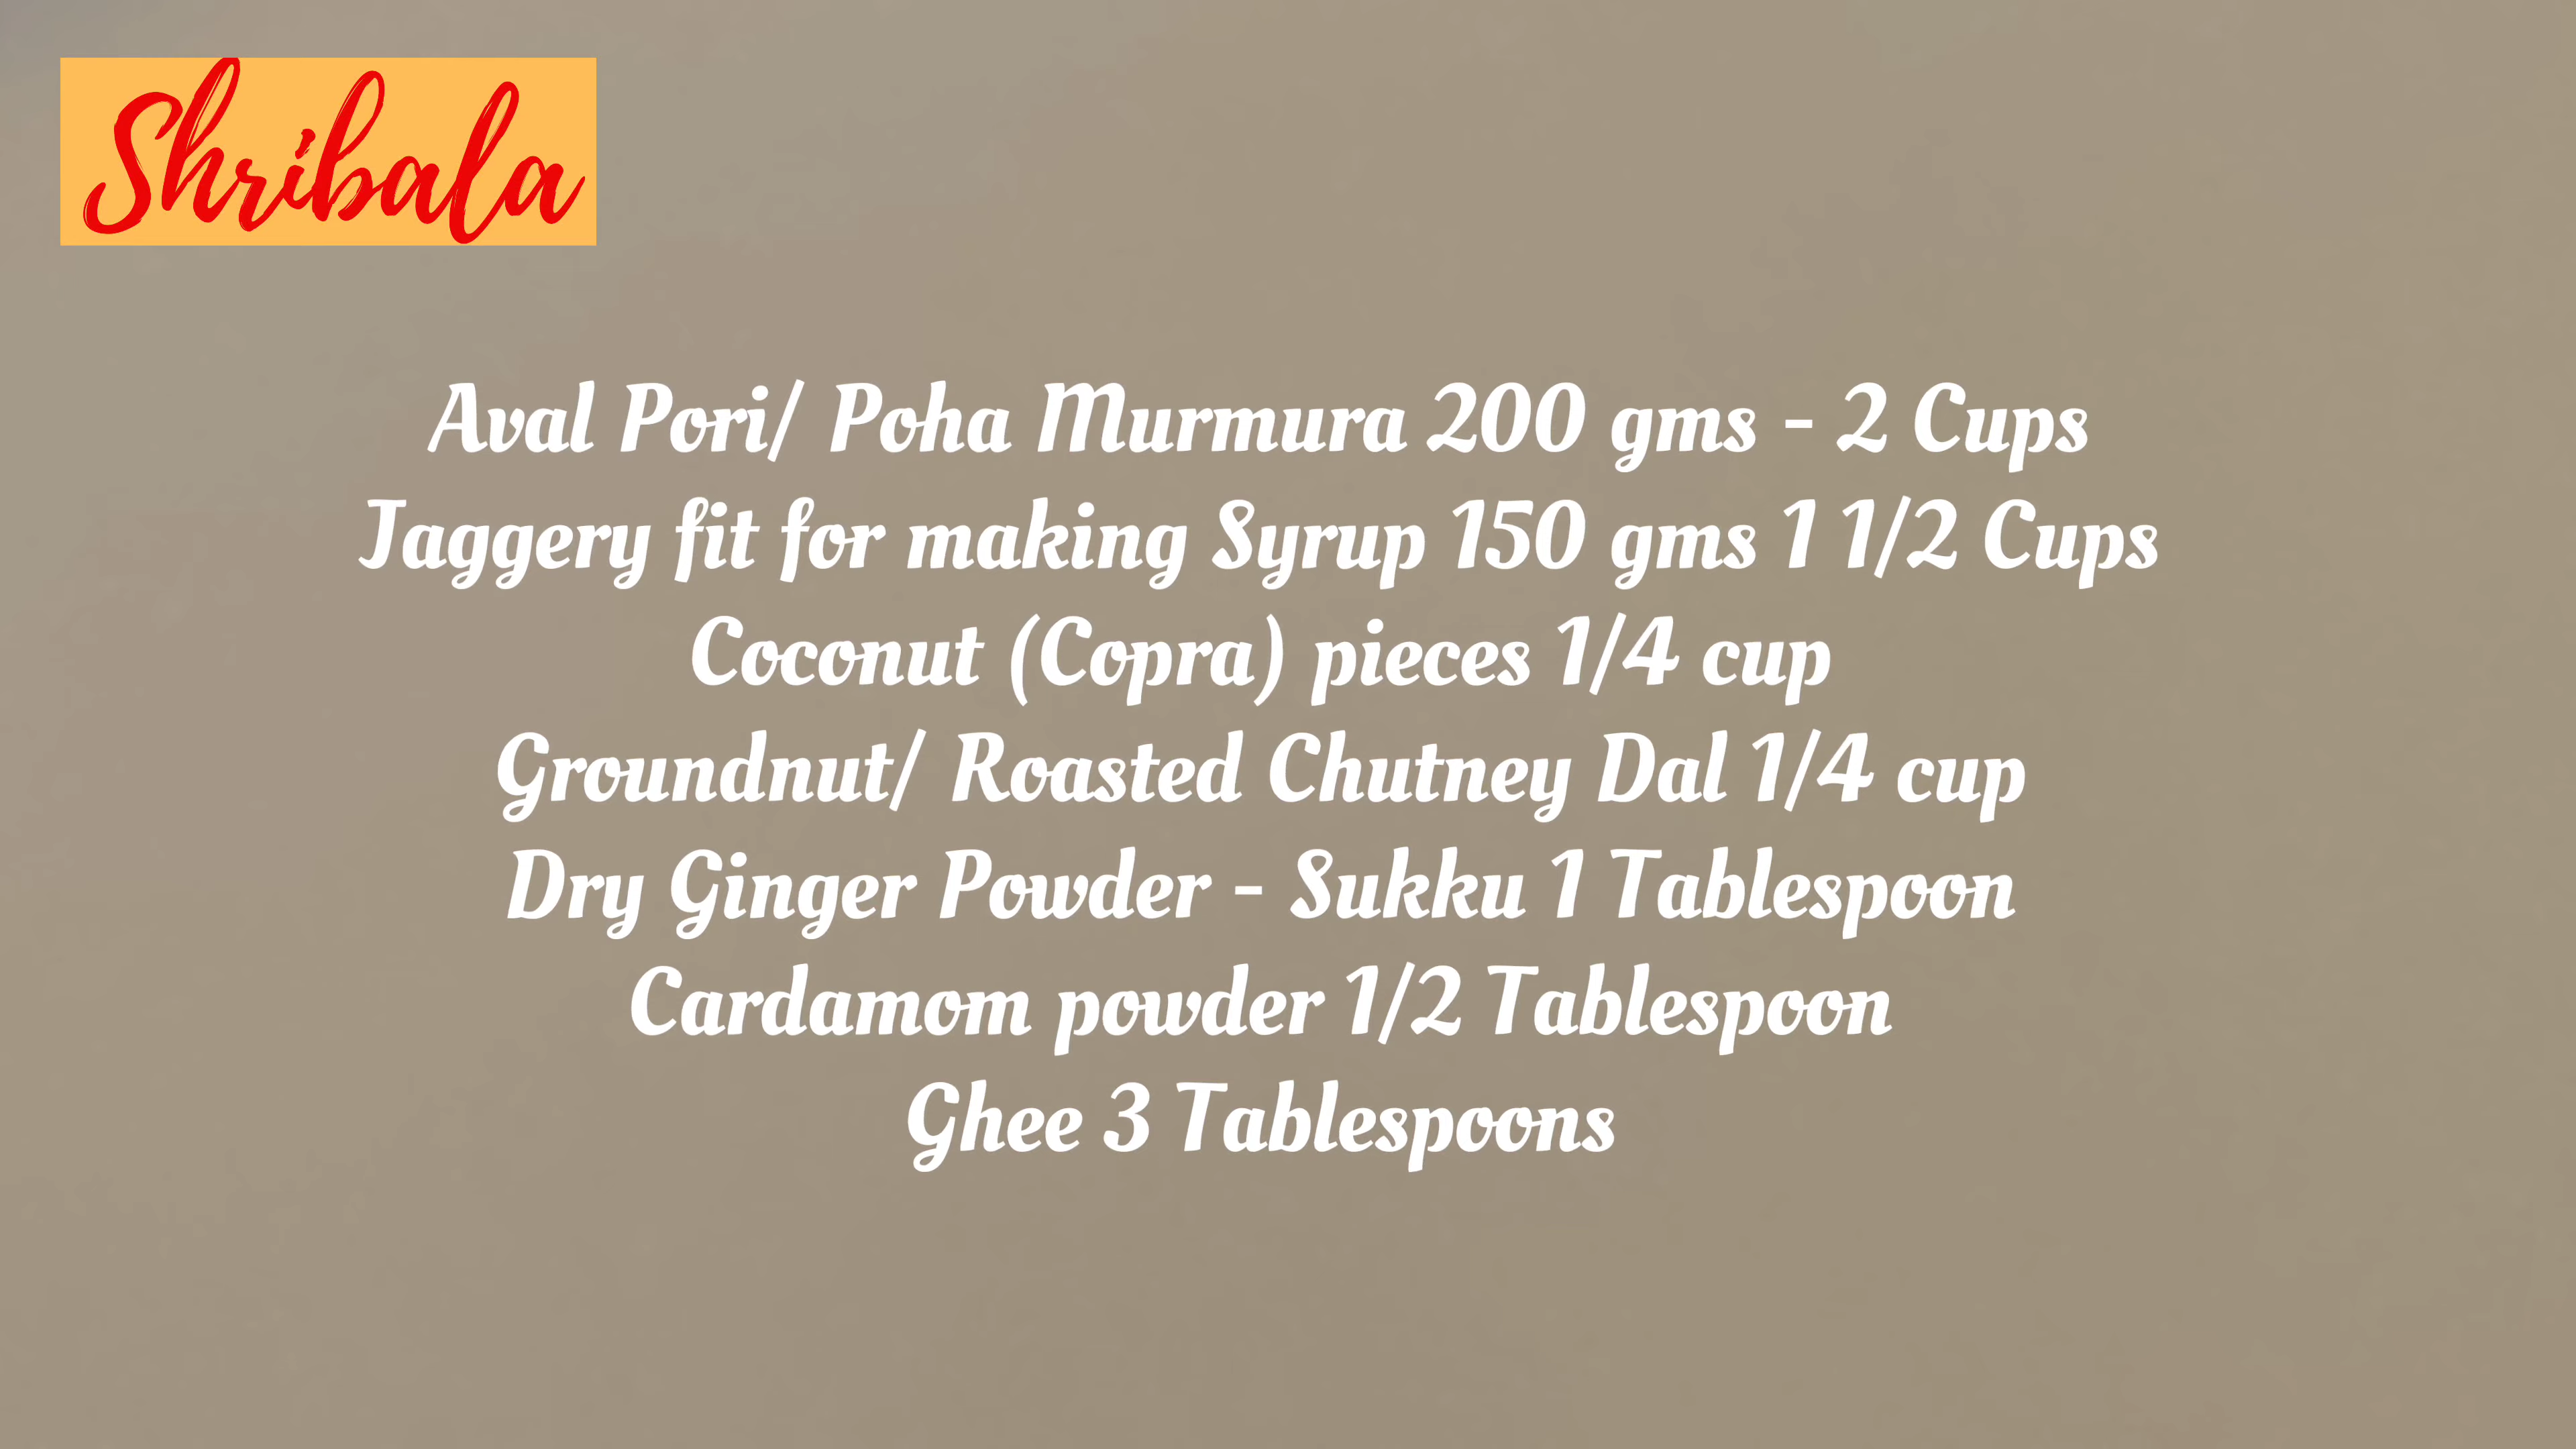 Shribala
Aval Pori/ Poha Murmura 200 gms - 2 Cups
Jaggery fit for making Syrup 150 gms 1 1/2 Cups
Coconut (Copra) pieces 1/4 cup
Groundnut/ Roasted Chutney Dal 1/4 cup
Dry Ginger Powder - Sukku 1 Tablespoon
Cardamom powder 1/2 Tablespoon
Ghee 3 Tablespoons